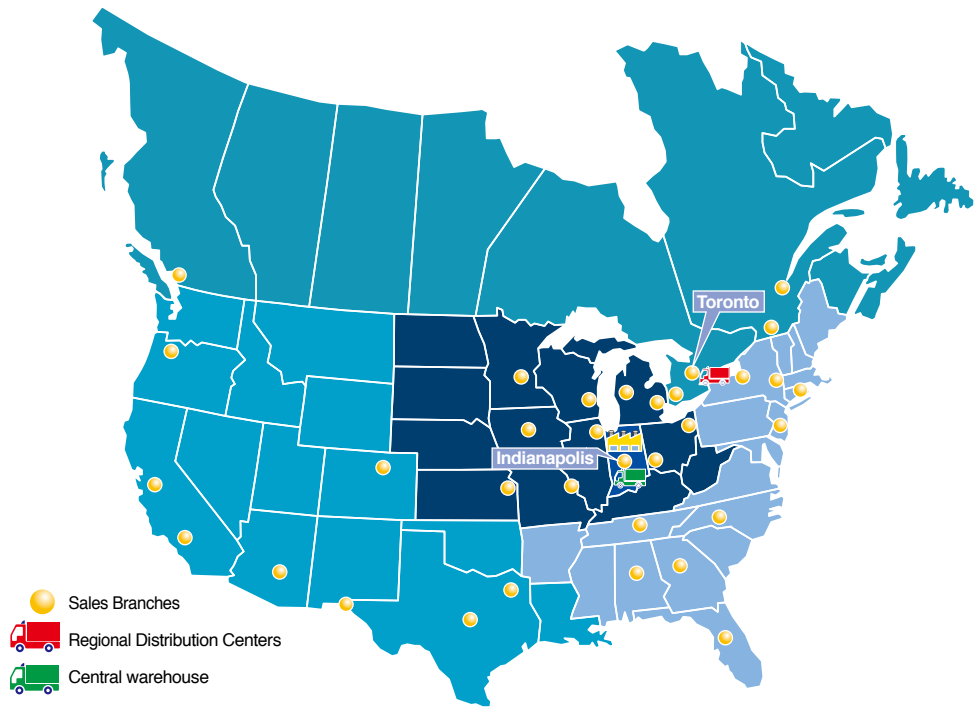 Toronto
Indianapolis
Sales Branches
Regional Distribution Centers
Central warehouse